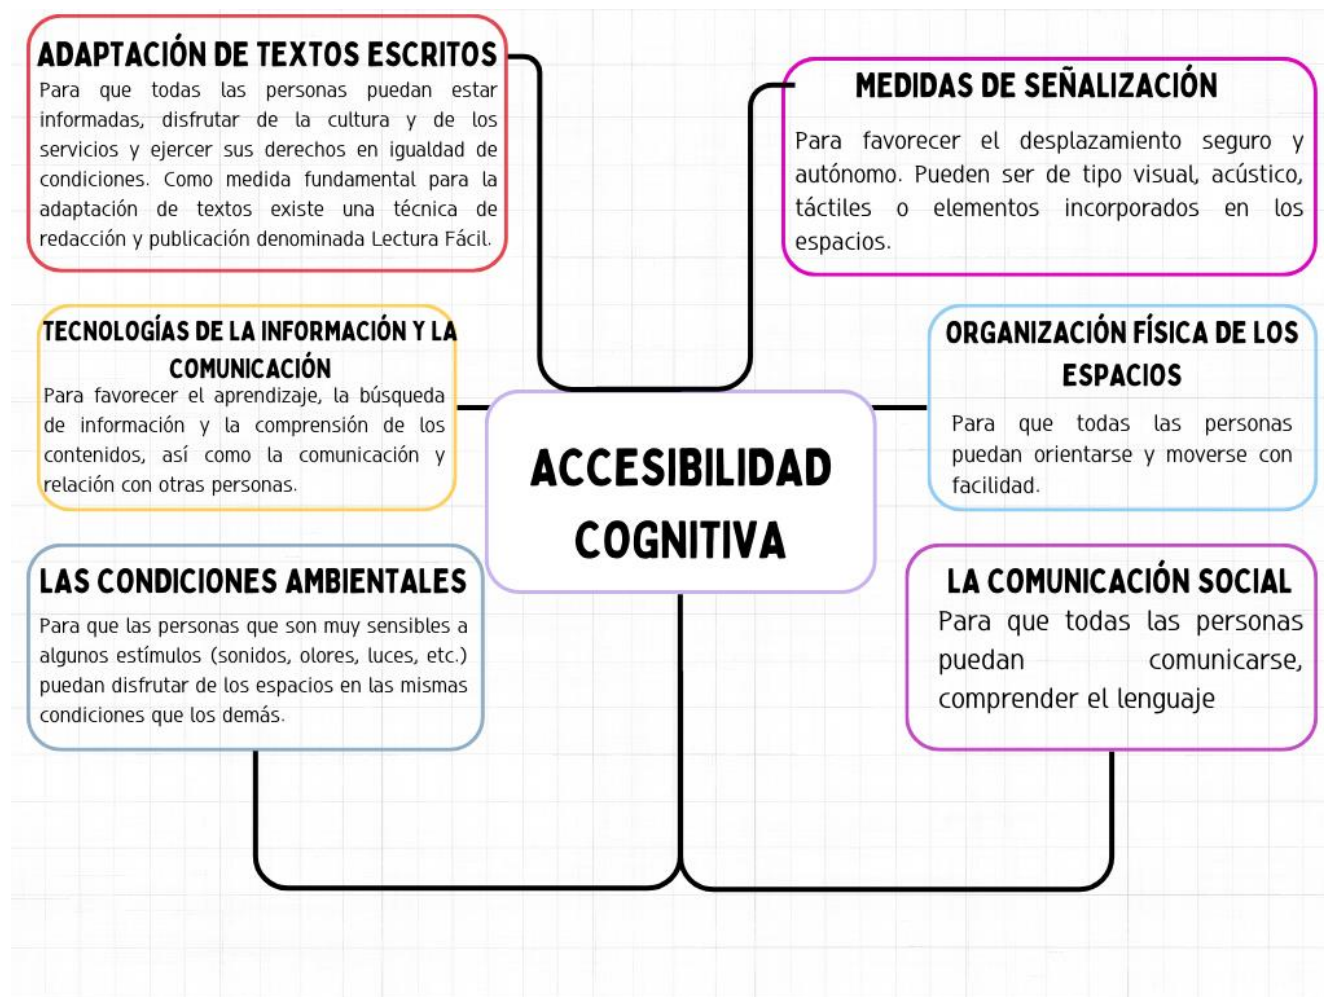 ADAPTACIÓN DE TEXTOS ESCRITOS
Para que todas las personas puedan estar
informadas, disfrutar de la cultura y de los
servicios y ejercer sus derechos en igualdad de
condiciones. Como medida fundamental para la
adaptación de textos existe una técnica de
redacción y publicación denominada Lectura Fácil.
MEDIDAS DE SEÑALIZACIÓN
Para favorecer el desplazamiento seguro y
autónomo. Pueden ser de tipo visual, acústico,
táctiles o elementos incorporados en los
espacios.
TECNOLOGÍAS DE LA INFORMACIÓN Y LA
COMUNICACIÓN
Para favorecer el aprendizaje, la búsqueda
de información y la comprensión de los
contenidos, así como la comunicación y
relación con otras personas.
ORGANIZACIÓN FÍSICA DE LOS
ESPACIOS
Para que todas las personas
puedan orientarse y moverse con
facilidad.
ACCESIBILIDAD
COGNITIVA
LAS CONDICIONES AMBIENTALES
Para que las personas que son muy sensibles a
algunos estímulos (sonidos, olores, luces, etc.)
puedan disfrutar de los espacios en las mismas
condiciones que los demás.
LA COMUNICACIÓN SOCIAL
Para que todas las personas
puedan comunicarse,
comprender el lenguaje